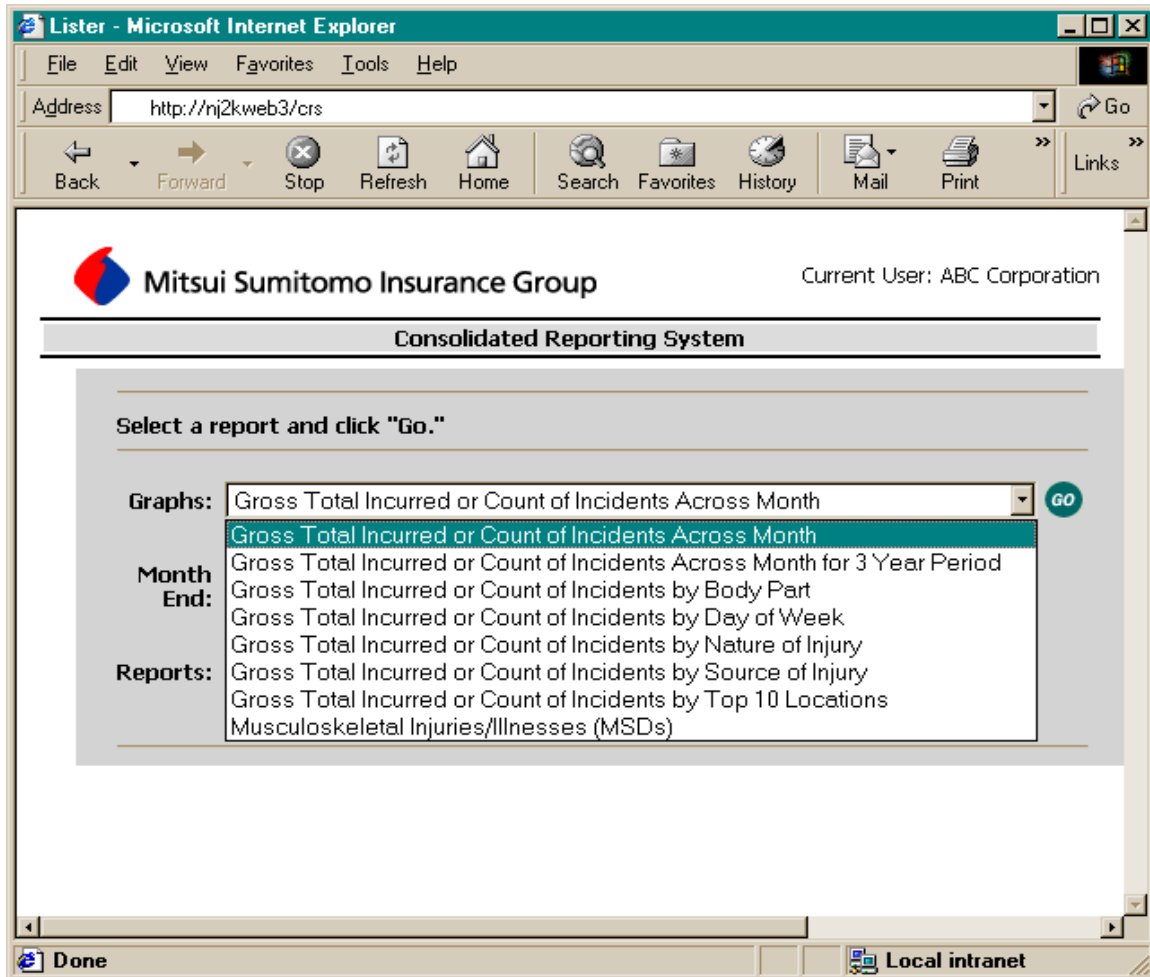 Lister - Microsoft Internet Explorer
File Edit View Favorites Tools Help
Address http://nj2kweb3/crs Go
Back Forward Stop Refresh Home Search Favorites History Mail Print » Links »
Mitsui Sumitomo Insurance Group
Current User: ABC Corporation
Consolidated Reporting System
Select a report and click "Go."
Graphs: Gross Total Incurred or Count of Incidents Across Month GO
Gross Total Incurred or Count of Incidents Across Month
Gross Total Incurred or Count of Incidents Across Month for 3 Year Period
Month End:
Gross Total Incurred or Count of Incidents by Body Part
Gross Total Incurred or Count of Incidents by Day of Week
Gross Total Incurred or Count of Incidents by Nature of Injury
Reports: Gross Total Incurred or Count of Incidents by Source of Injury
Gross Total Incurred or Count of Incidents by Top 10 Locations
Musculoskeletal Injuries/Illnesses (MSDs)
Done Local intranet